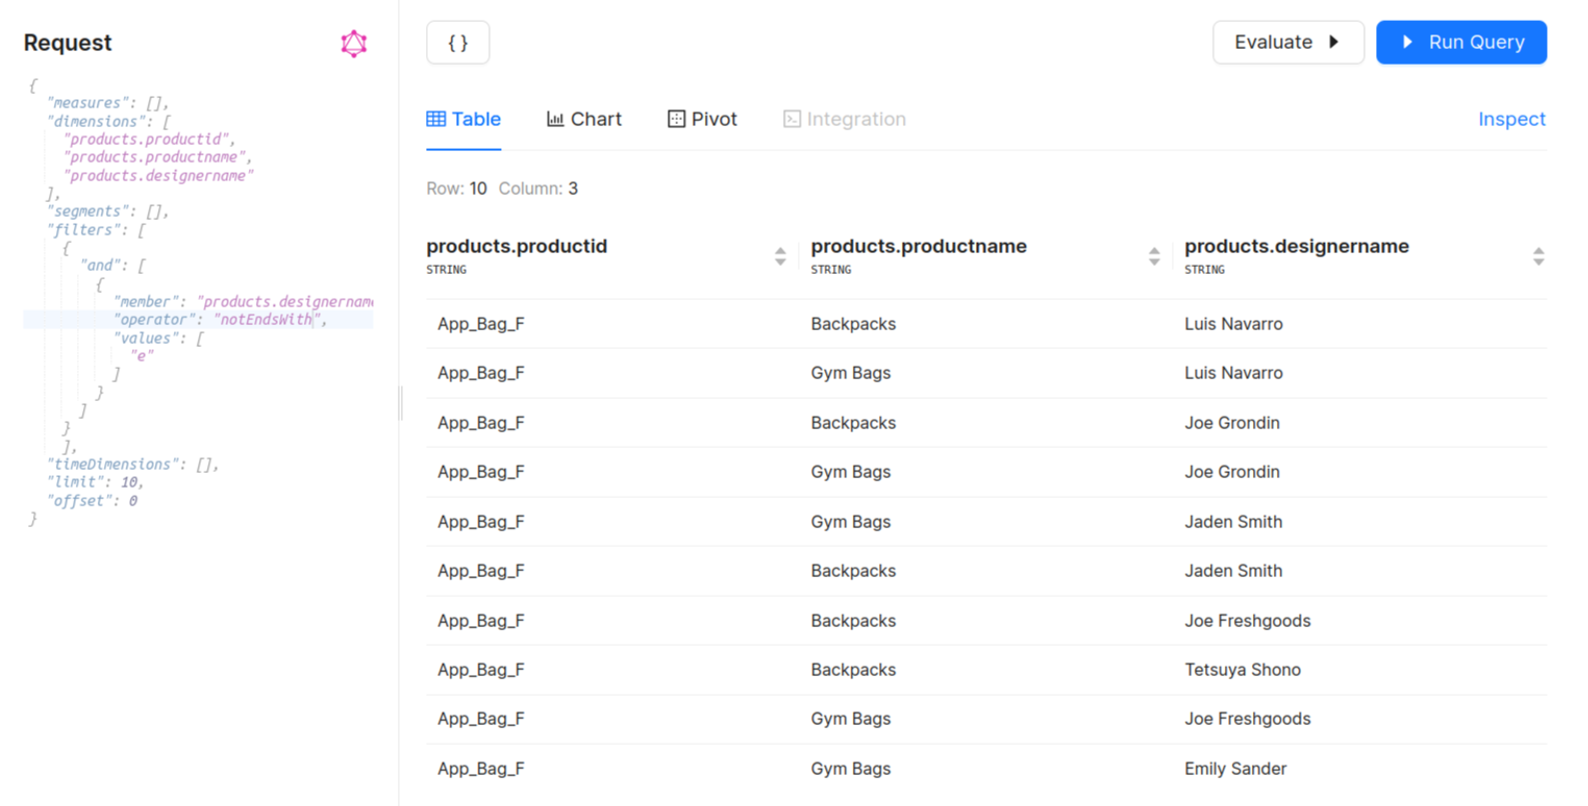 Request
{
"measures": [],
"dimensions": [
"products.productid",
"products.productname",
"products.designername"
],
"segments": [],
"filters": [
{
"and": [
{
"member": "products.designername
"operator": "notEndsWith",
"values": [
"e"
]
}
]
}
],
"timeDimensions": [],
"limit": 10,
"offset": 0
}
{ }
Evaluate
Run Query
Table Chart Pivot Integration Inspect
Row: 10 Column: 3
products.productid products.productname products.designername
STRING STRING STRING
App_Bag_F Backpacks Luis Navarro
App_Bag_F Gym Bags Luis Navarro
App_Bag_F Backpacks Joe Grondin
App_Bag_F Gym Bags Joe Grondin
App_Bag_F Gym Bags Jaden Smith
App_Bag_F Backpacks Jaden Smith
App_Bag_F Backpacks Joe Freshgoods
App_Bag_F Backpacks Tetsuya Shono
App_Bag_F Gym Bags Joe Freshgoods
App_Bag_F Gym Bags Emily Sander